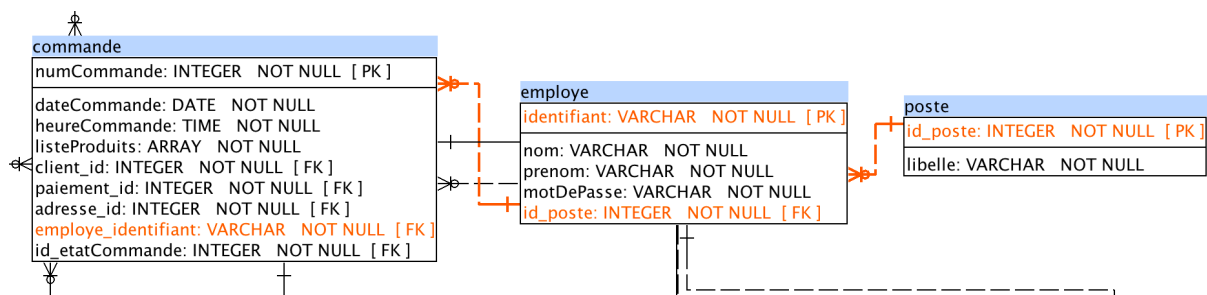 commande
numCommande: INTEGER NOT NULL [ PK ]
dateCommande: DATE NOT NULL
heureCommande: TIME NOT NULL
listeProduits: ARRAY NOT NULL
client_id: INTEGER NOT NULL [ FK ]
paiement_id: INTEGER NOT NULL [ FK ]
adresse_id: INTEGER NOT NULL [ FK ]
employe_identifiant: VARCHAR NOT NULL [ FK ]
id_etatCommande: INTEGER NOT NULL [ FK ]
employe
identifiant: VARCHAR NOT NULL [ PK ]
nom: VARCHAR NOT NULL
prenom: VARCHAR NOT NULL
motDePasse: VARCHAR NOT NULL
id_poste: INTEGER NOT NULL [ FK ]
poste
id_poste: INTEGER NOT NULL [ PK ]
libelle: VARCHAR NOT NULL